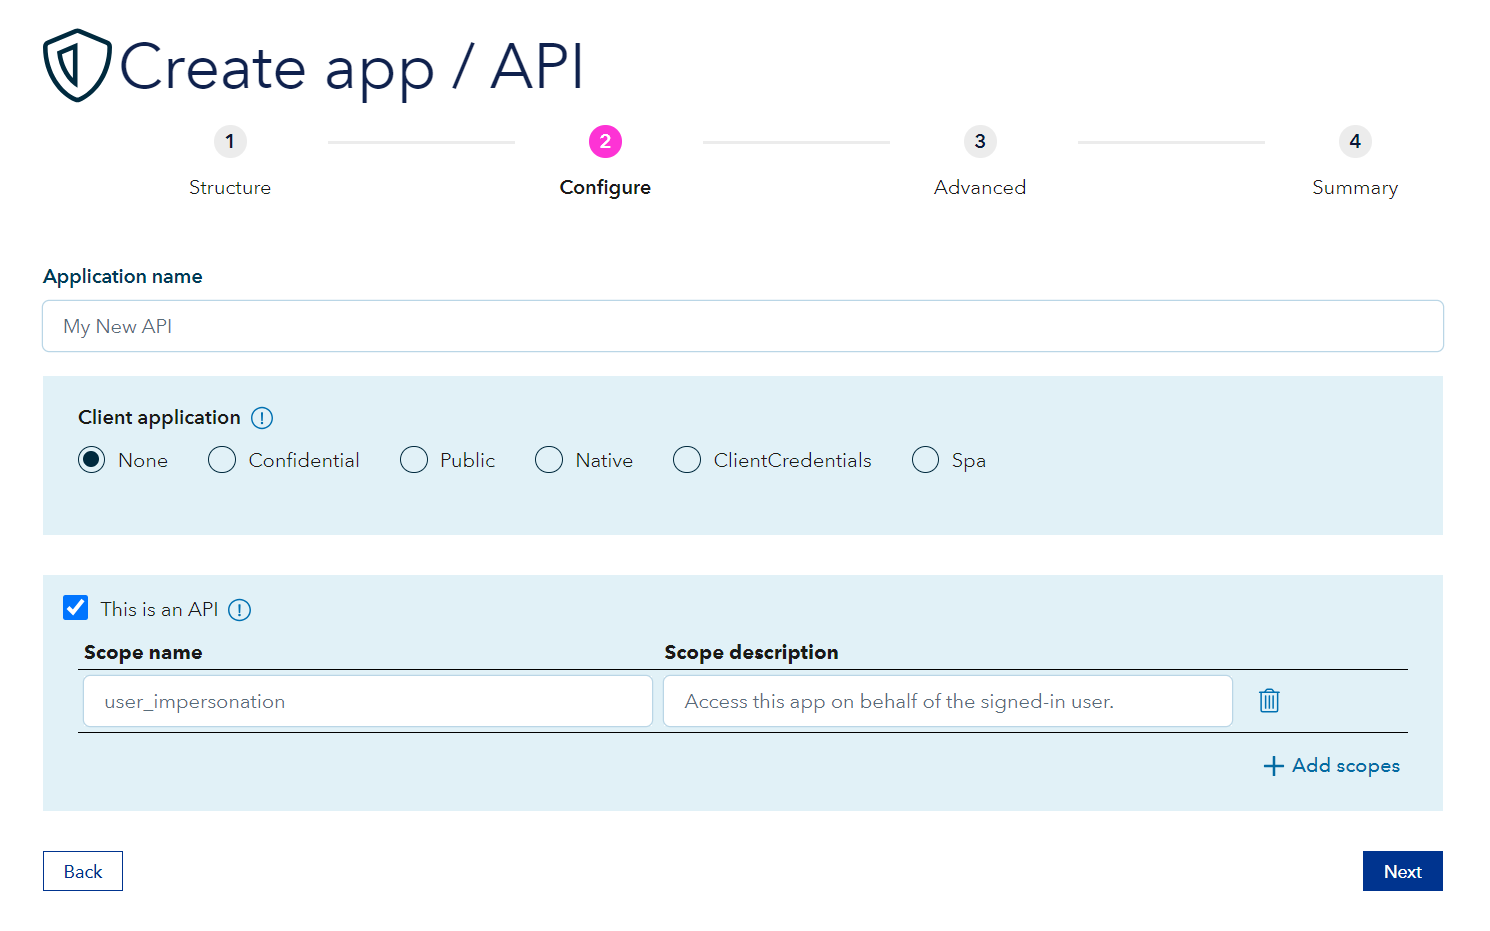 Create app / API
1 2 3 4
Structure Configure Advanced Summary
Application name
My New API
Client application
None Confidential Public Native ClientCredentials Spa
This is an API
Scope name Scope description
user_impersonation Access this app on behalf of the signed-in user.
Add scopes
Back Next